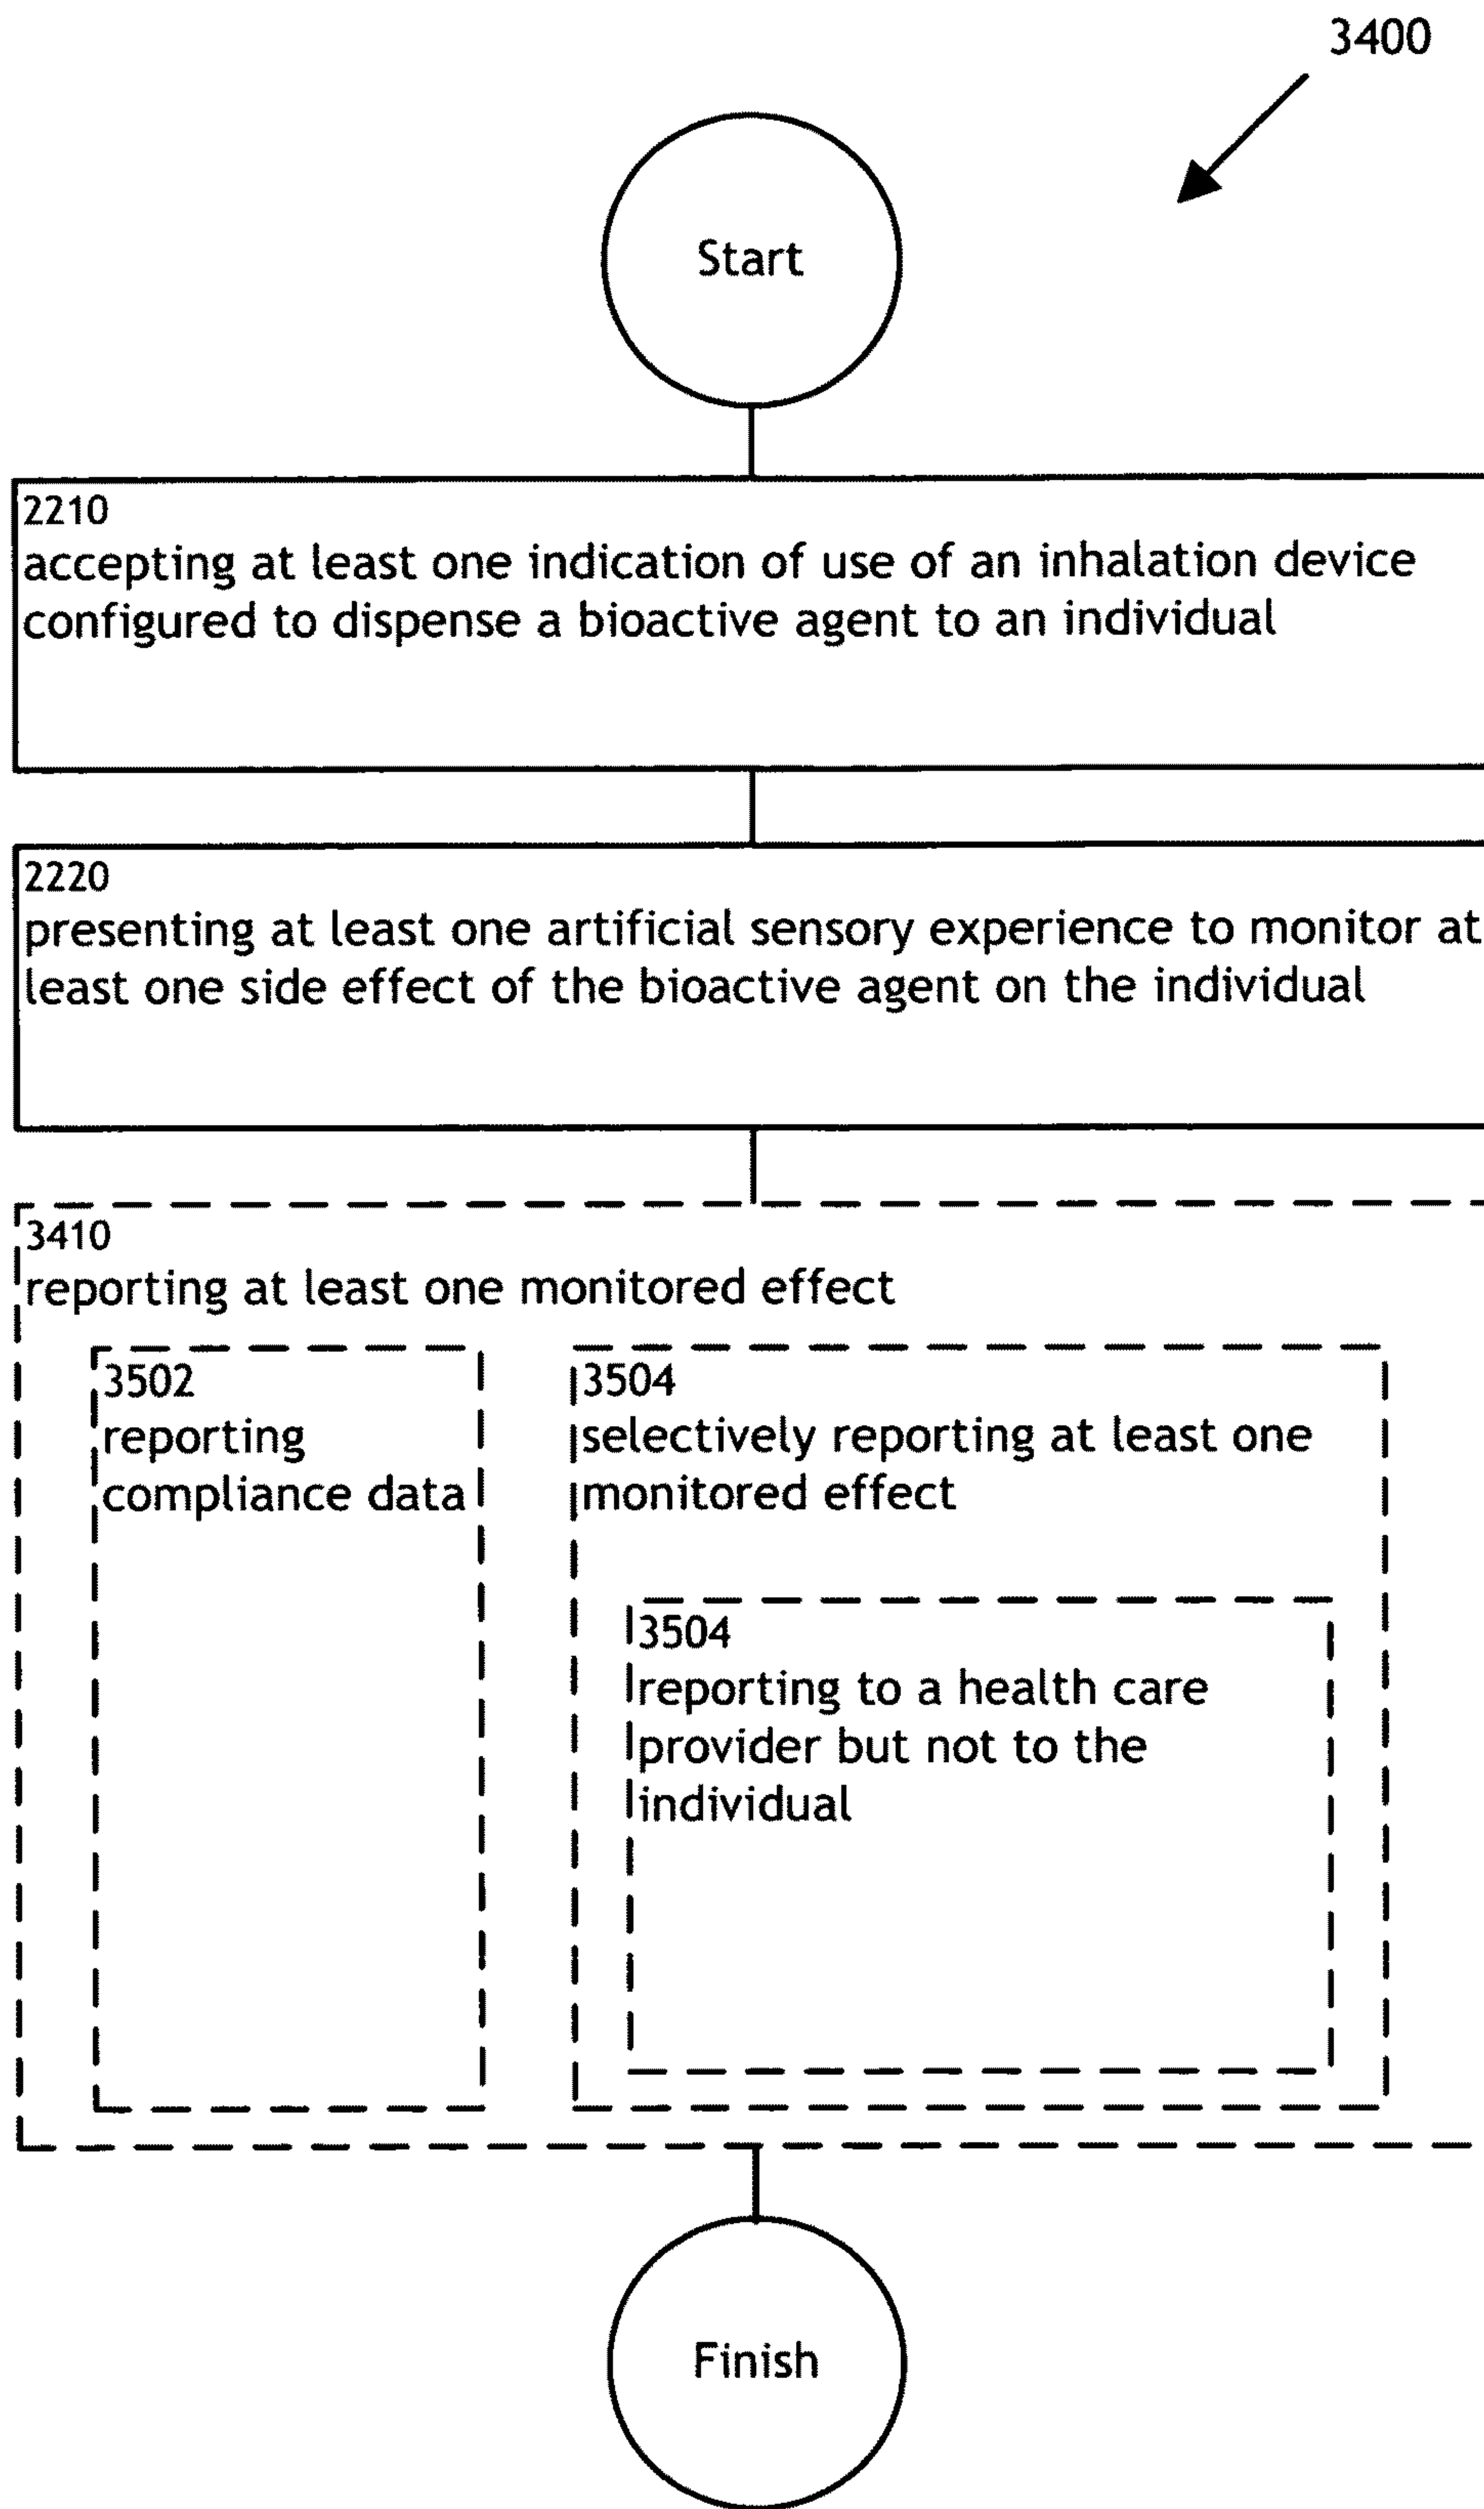 3400
Start
2210
accepting at least one indication of use of an inhalation device
configured to dispense a bioactive agent to an individual
2220
presenting at least one artificial sensory experience to monitor at
least one side effect of the bioactive agent on the individual
3410
reporting at least one monitored effect
3502
reporting
compliance data
3504
selectively reporting at least one
monitored effect
3504
reporting to a health care
provider but not to the
individual
Finish